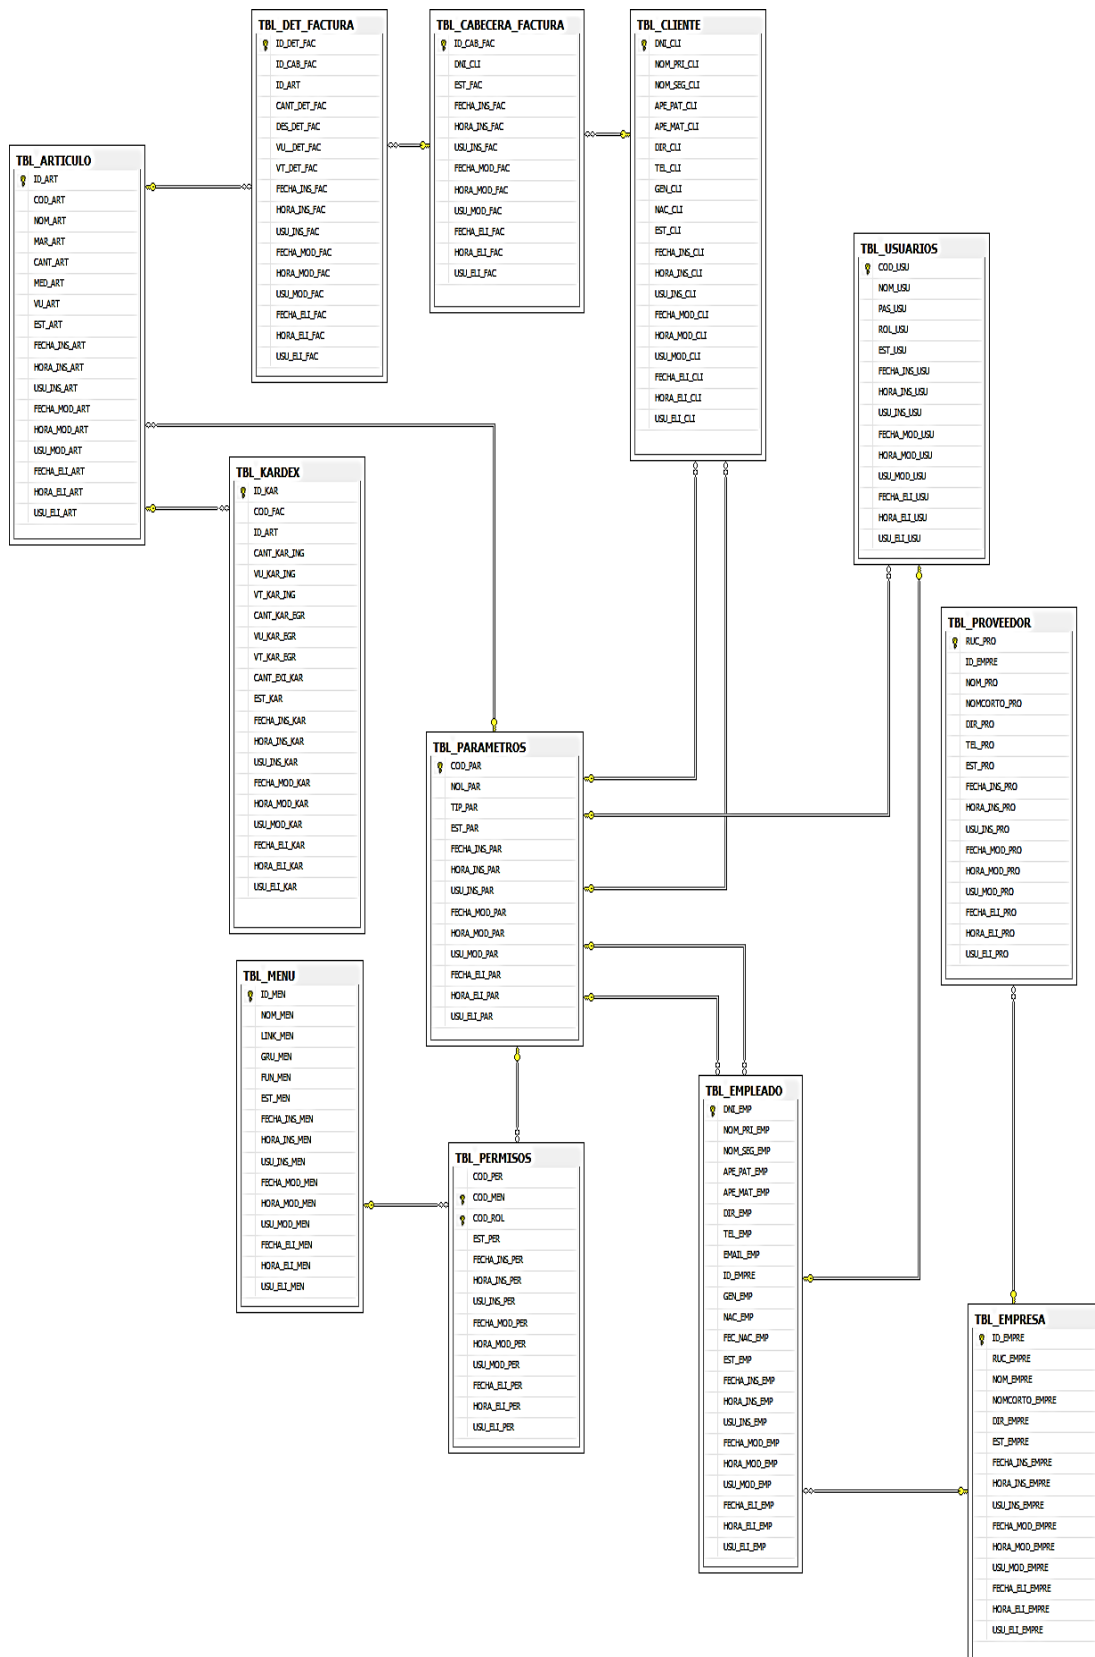 TBL_DET_FACTURA
ID_DET_FAC
ID_CAB_FAC
ID_ART
CANT_DET_FAC
DES_DET_FAC
VU__DET_FAC
VT_DET_FAC
FECHA_INS_FAC
HORA_INS_FAC
USU_INS_FAC
FECHA_MOD_FAC
HORA_MOD_FAC
USU_MOD_FAC
FECHA_ELI_FAC
HORA_ELI_FAC
USU_ELI_FAC
TBL_CABECERA_FACTURA
ID_CAB_FAC
DNI_CLI
EST_FAC
FECHA_INS_FAC
HORA_INS_FAC
USU_INS_FAC
FECHA_MOD_FAC
HORA_MOD_FAC
USU_MOD_FAC
FECHA_ELI_FAC
HORA_ELI_FAC
USU_ELI_FAC
TBL_CLIENTE
DNI_CLI
NOM_PRI_CLI
NOM_SEG_CLI
APE_PAT_CLI
APE_MAT_CLI
DIR_CLI
TEL_CLI
GEN_CLI
NAC_CLI
EST_CLI
FECHA_INS_CLI
HORA_INS_CLI
USU_INS_CLI
FECHA_MOD_CLI
HORA_MOD_CLI
USU_MOD_CLI
FECHA_ELI_CLI
HORA_ELI_CLI
USU_ELI_CLI
TBL_ARTICULO
ID_ART
COD_ART
NOM_ART
MAR_ART
CANT_ART
MED_ART
VU_ART
EST_ART
FECHA_INS_ART
HORA_INS_ART
USU_INS_ART
FECHA_MOD_ART
HORA_MOD_ART
USU_MOD_ART
FECHA_ELI_ART
HORA_ELI_ART
USU_ELI_ART
TBL_USUARIOS
COD_USU
NOM_USU
PAS_USU
ROL_USU
EST_USU
FECHA_INS_USU
HORA_INS_USU
USU_INS_USU
FECHA_MOD_USU
HORA_MOD_USU
USU_MOD_USU
FECHA_ELI_USU
HORA_ELI_USU
USU_ELI_USU
TBL_KARDEX
ID_KAR
COD_FAC
ID_ART
CANT_KAR_ING
VU_KAR_ING
VT_KAR_ING
CANT_KAR_EGR
VU_KAR_EGR
VT_KAR_EGR
CANT_EXI_KAR
EST_KAR
FECHA_INS_KAR
HORA_INS_KAR
USU_INS_KAR
FECHA_MOD_KAR
HORA_MOD_KAR
USU_MOD_KAR
FECHA_ELI_KAR
HORA_ELI_KAR
USU_ELI_KAR
TBL_PROVEEDOR
RUC_PRO
ID_EMPRE
NOM_PRO
NOMCORTO_PRO
DIR_PRO
TEL_PRO
EST_PRO
FECHA_INS_PRO
HORA_INS_PRO
USU_INS_PRO
FECHA_MOD_PRO
HORA_MOD_PRO
USU_MOD_PRO
FECHA_ELI_PRO
HORA_ELI_PRO
USU_ELI_PRO
TBL_PARAMETROS
COD_PAR
NOL_PAR
TIP_PAR
EST_PAR
FECHA_INS_PAR
HORA_INS_PAR
USU_INS_PAR
FECHA_MOD_PAR
HORA_MOD_PAR
USU_MOD_PAR
FECHA_ELI_PAR
HORA_ELI_PAR
USU_ELI_PAR
TBL_MENU
ID_MEN
NOM_MEN
LINK_MEN
GRU_MEN
FUN_MEN
EST_MEN
FECHA_INS_MEN
HORA_INS_MEN
USU_INS_MEN
FECHA_MOD_MEN
HORA_MOD_MEN
USU_MOD_MEN
FECHA_ELI_MEN
HORA_ELI_MEN
USU_ELI_MEN
TBL_PERMISOS
COD_PER
COD_MEN
COD_ROL
EST_PER
FECHA_INS_PER
HORA_INS_PER
USU_INS_PER
FECHA_MOD_PER
HORA_MOD_PER
USU_MOD_PER
FECHA_ELI_PER
HORA_ELI_PER
USU_ELI_PER
TBL_EMPLEADO
DNI_EMP
NOM_PRI_EMP
NOM_SEG_EMP
APE_PAT_EMP
APE_MAT_EMP
DIR_EMP
TEL_EMP
EMAIL_EMP
ID_EMPRE
GEN_EMP
NAC_EMP
FEC_NAC_EMP
EST_EMP
FECHA_INS_EMP
HORA_INS_EMP
USU_INS_EMP
FECHA_MOD_EMP
HORA_MOD_EMP
USU_MOD_EMP
FECHA_ELI_EMP
HORA_ELI_EMP
USU_ELI_EMP
TBL_EMPRESA
ID_EMPRE
RUC_EMPRE
NOM_EMPRE
NOMCORTO_EMPRE
DIR_EMPRE
EST_EMPRE
FECHA_INS_EMPRE
HORA_INS_EMPRE
USU_INS_EMPRE
FECHA_MOD_EMPRE
HORA_MOD_EMPRE
USU_MOD_EMPRE
FECHA_ELI_EMPRE
HORA_ELI_EMPRE
USU_ELI_EMPRE